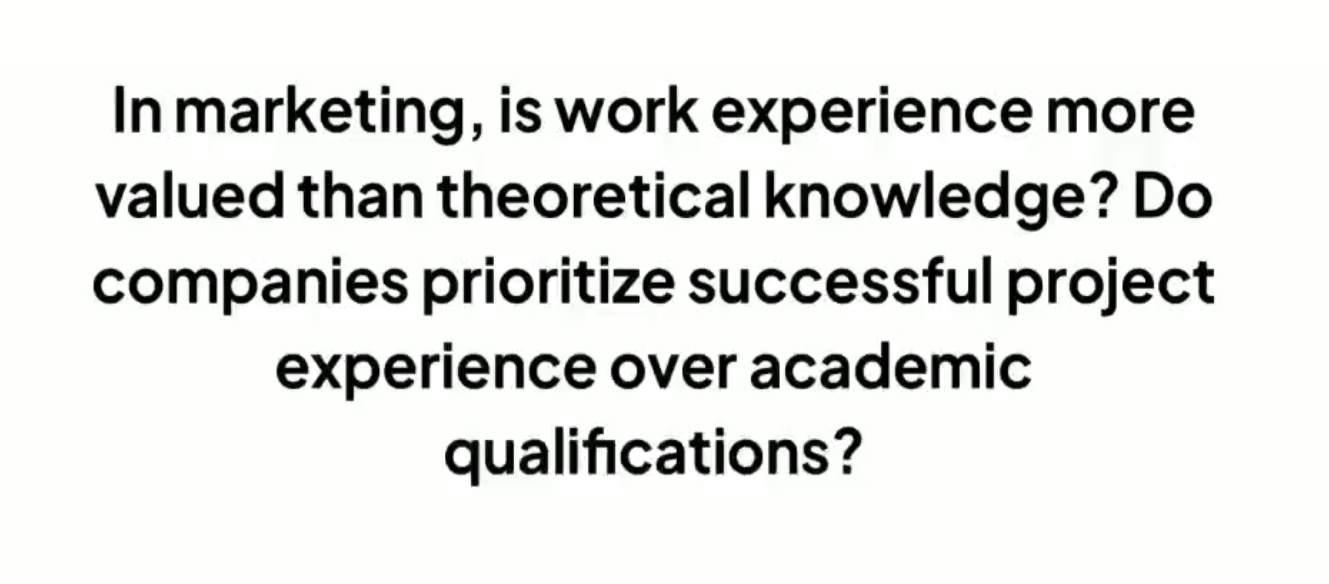 In marketing, is work experience more
valued than theoretical knowledge? Do
companies prioritize successful project
experience over academic
qualifications?